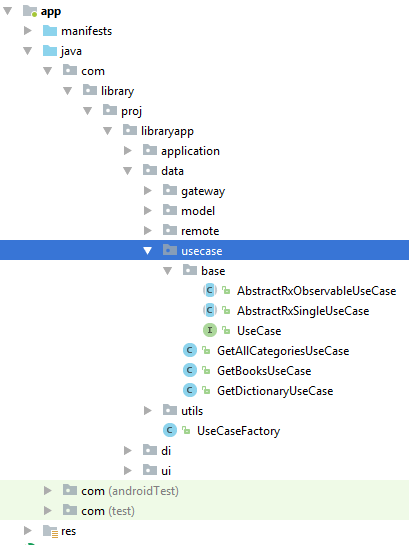 app
manifests
java
com
library
proj
libraryapp
application
data
gateway
model
remote
usecase
base
AbstractRxObservableUseCase
AbstractRxSingleUseCase
UseCase
GetAllCategoriesUseCase
GetBooksUseCase
GetDictionaryUseCase
utils
UseCaseFactory
di
ui
com (androidTest)
com (test)
res